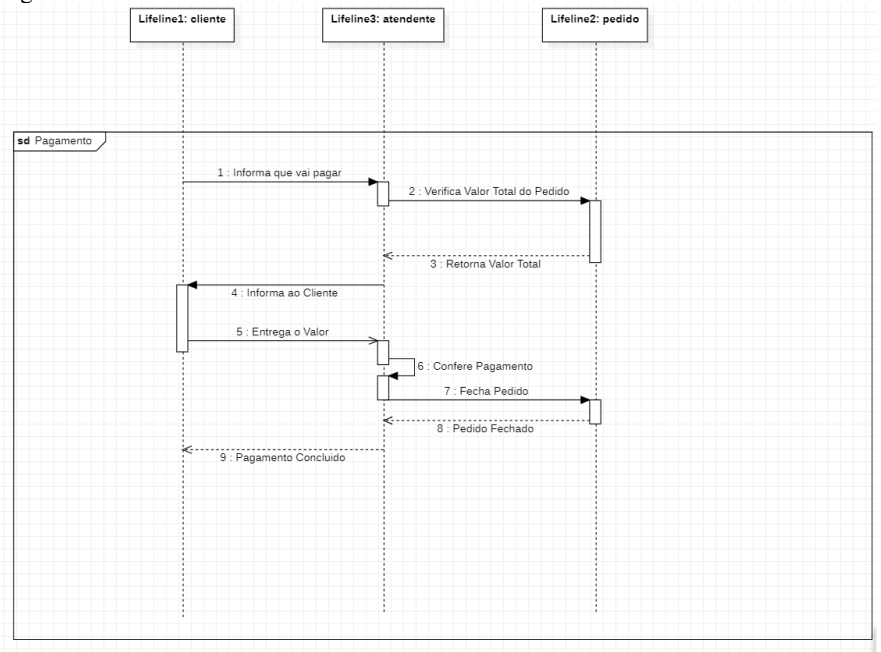 Lifeline1: cliente
Lifeline3: atendente
Lifeline2: pedido
sd Pagamento
1 : Informa que vai pagar
2 : Verifica Valor Total do Pedido
3 : Retorna Valor Total
4 : Informa ao Cliente
5 : Entrega o Valor
6 : Confere Pagamento
7 : Fecha Pedido
8 : Pedido Fechado
9 : Pagamento Concluido